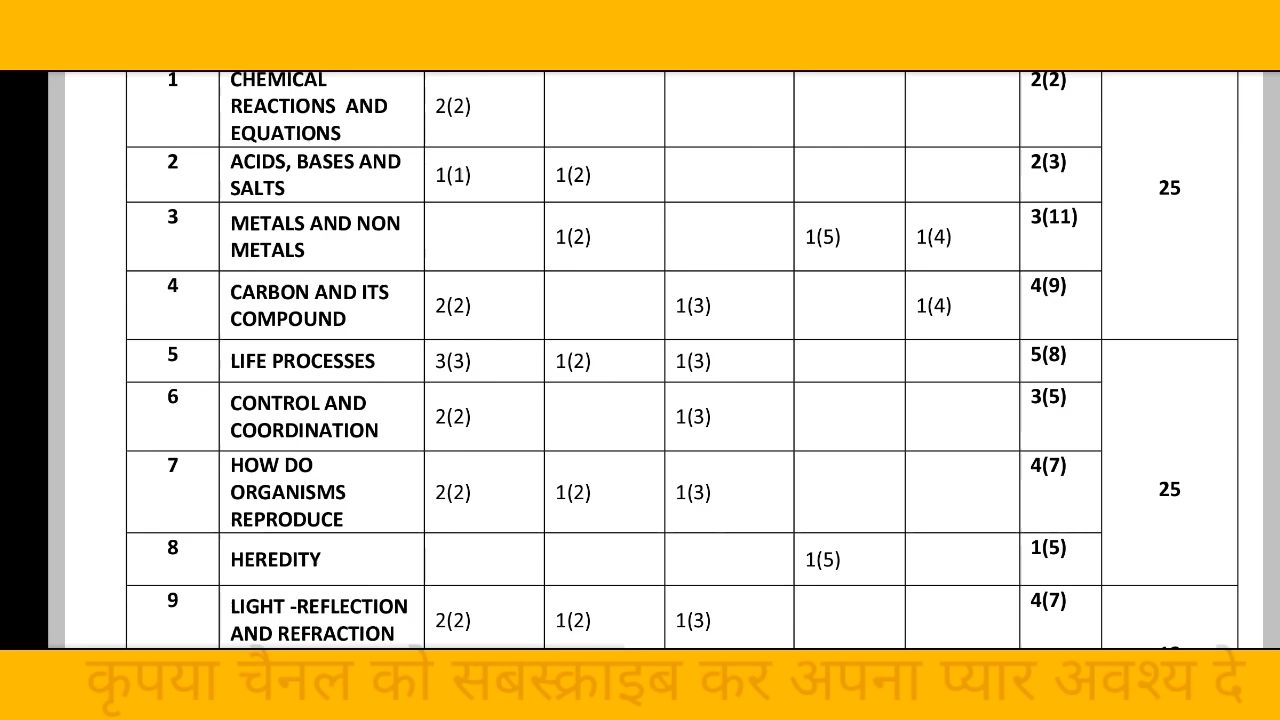 1 CHEMICAL REACTIONS AND EQUATIONS 2(2) 2(2)
2 ACIDS, BASES AND SALTS 1(1) 1(2) 2(3)
25
3 METALS AND NON METALS 1(2) 1(5) 1(4) 3(11)
4 CARBON AND ITS COMPOUND 2(2) 1(3) 1(4) 4(9)
5 LIFE PROCESSES 3(3) 1(2) 1(3) 5(8)
6 CONTROL AND COORDINATION 2(2) 1(3) 3(5)
7 HOW DO ORGANISMS REPRODUCE 2(2) 1(2) 1(3) 4(7)
25
8 HEREDITY 1(5) 1(5)
9 LIGHT -REFLECTION AND REFRACTION 2(2) 1(2) 1(3) 4(7)
कृपया चैनल को सबस्क्राइब कर अपना प्यार अवश्य दे